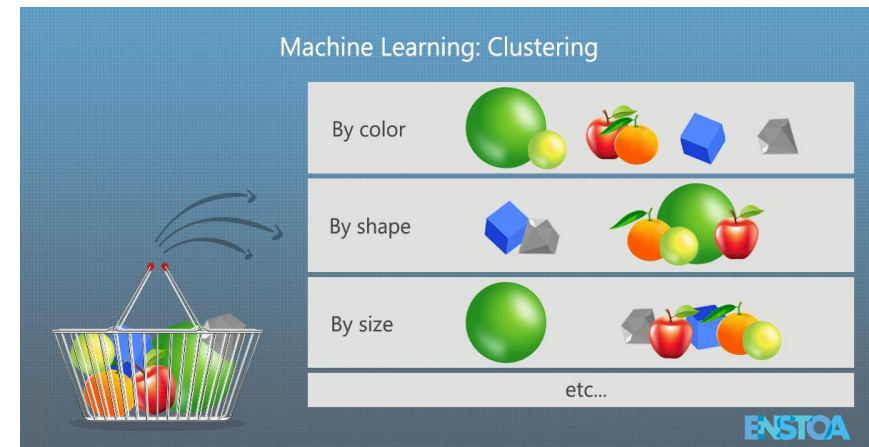 Machine Learning: Clustering
By color
By shape
By size
etc...
ENSTOA